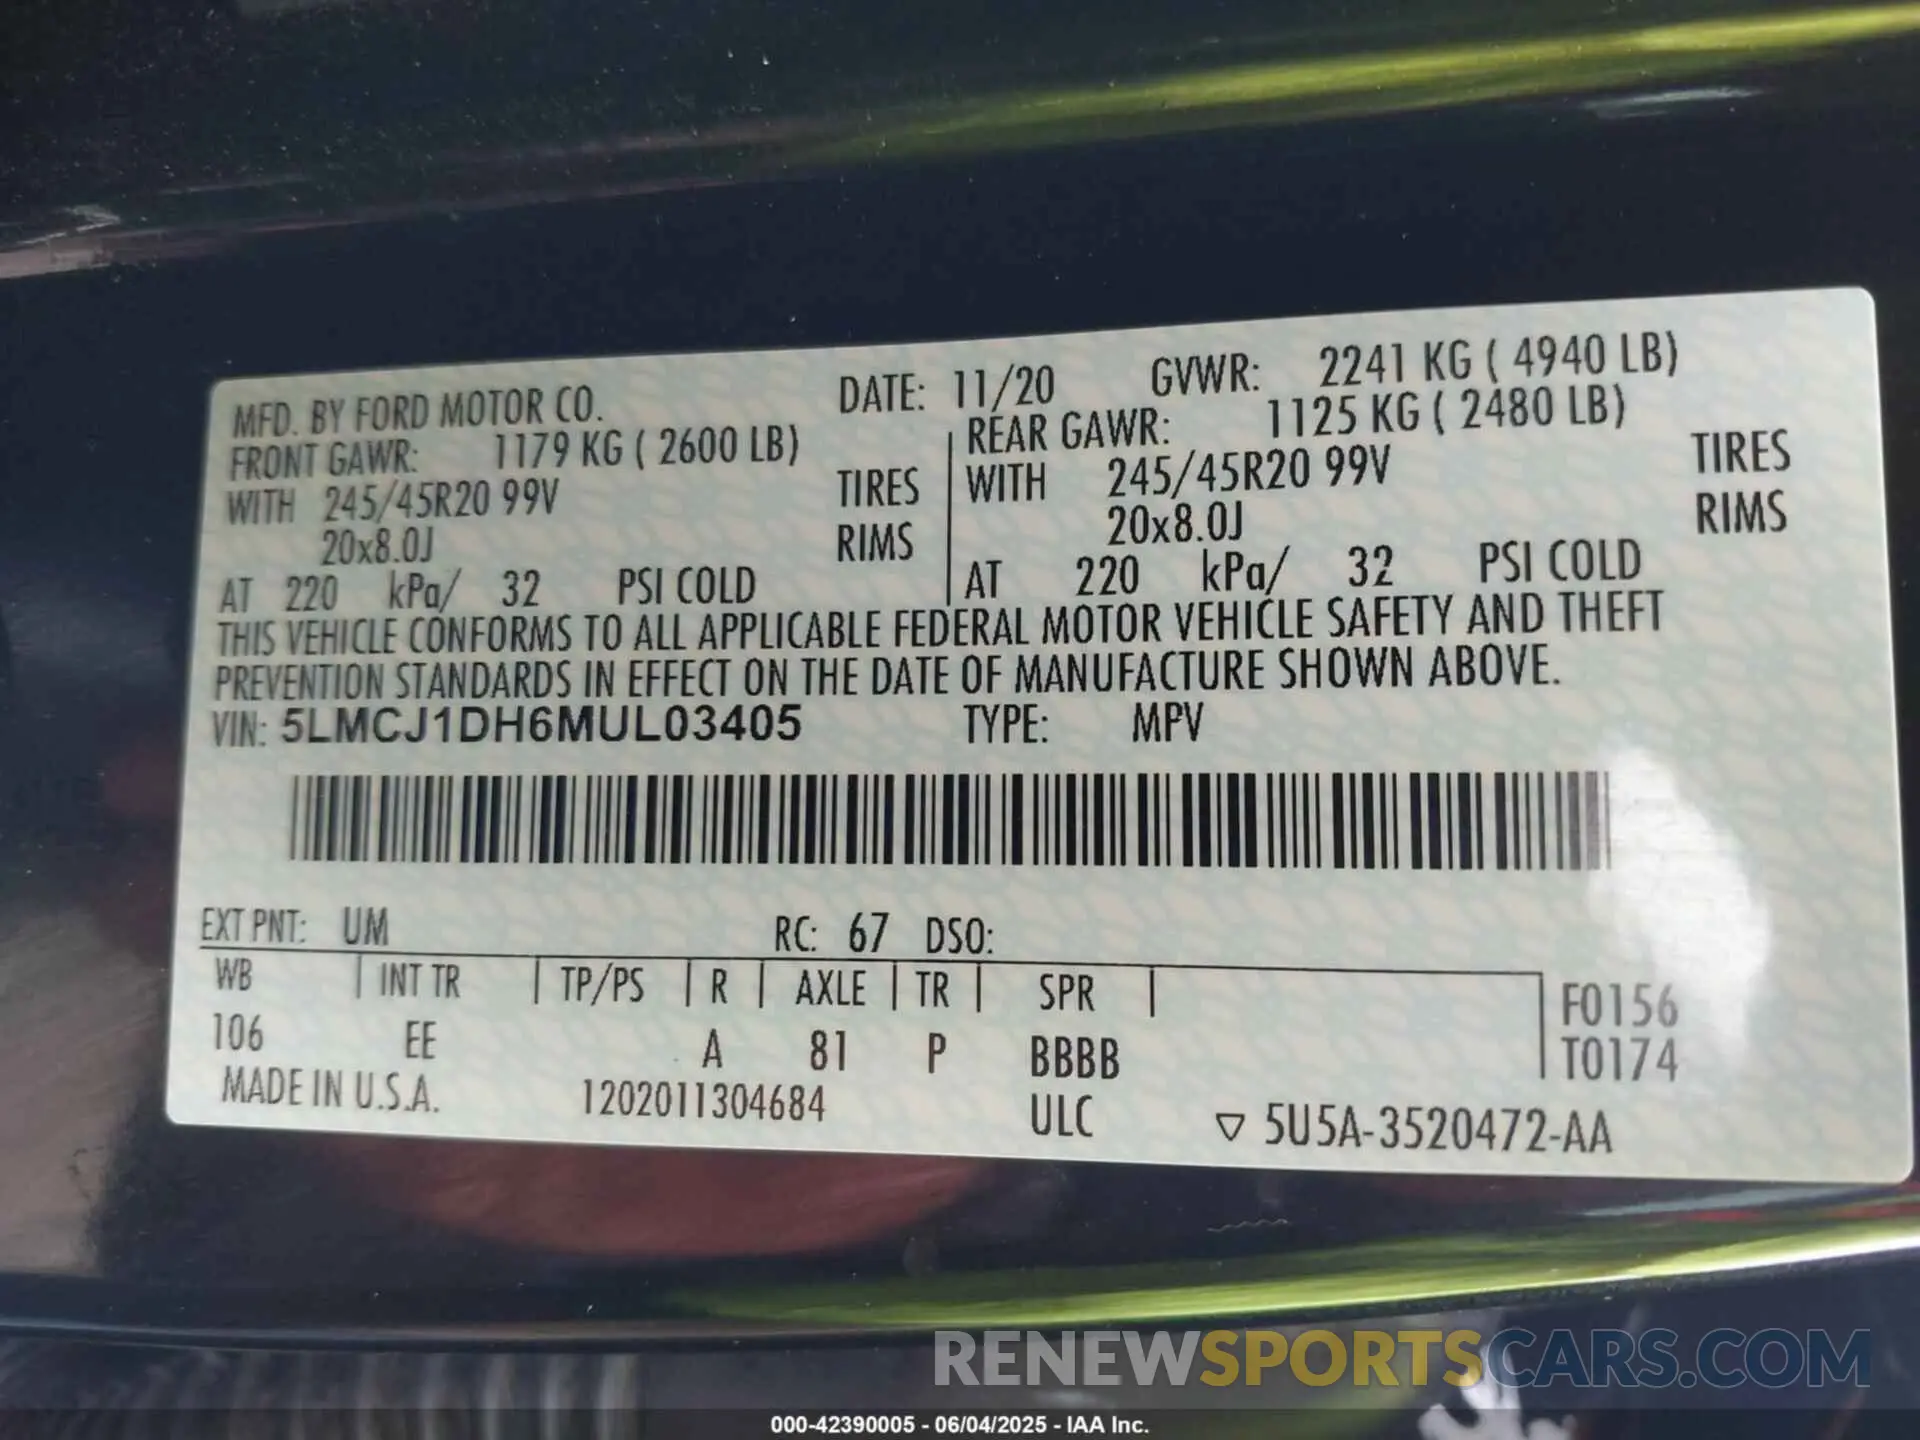 MFD. BY FORD MOTOR CO. DATE: 11/20 GVWR: 2241 KG ( 4940 LB)
FRONT GAWR: 1179 KG ( 2600 LB) REAR GAWR: 1125 KG ( 2480 LB)
WITH 245/45R20 99V TIRES WITH 245/45R20 99V TIRES
20x8.0J RIMS 20x8.0J RIMS
AT 220 kPa/ 32 PSI COLD AT 220 kPa/ 32 PSI COLD
THIS VEHICLE CONFORMS TO ALL APPLICABLE FEDERAL MOTOR VEHICLE SAFETY AND THEFT
PREVENTION STANDARDS IN EFFECT ON THE DATE OF MANUFACTURE SHOWN ABOVE.
VIN: 5LMCJ1DH6MUL03405 TYPE: MPV
EXT PNT: UM RC: 67 DSO:
WB INT TR TP/PS R AXLE TR SPR F0156
106 EE A 81 P BBBB T0174
MADE IN U.S.A. 1202011304684 ULC ▽ 5U5A-3520472-AA
RENEWSPORTSCARS.COM
000-42390005 - 06/04/2025 - IAA Inc.